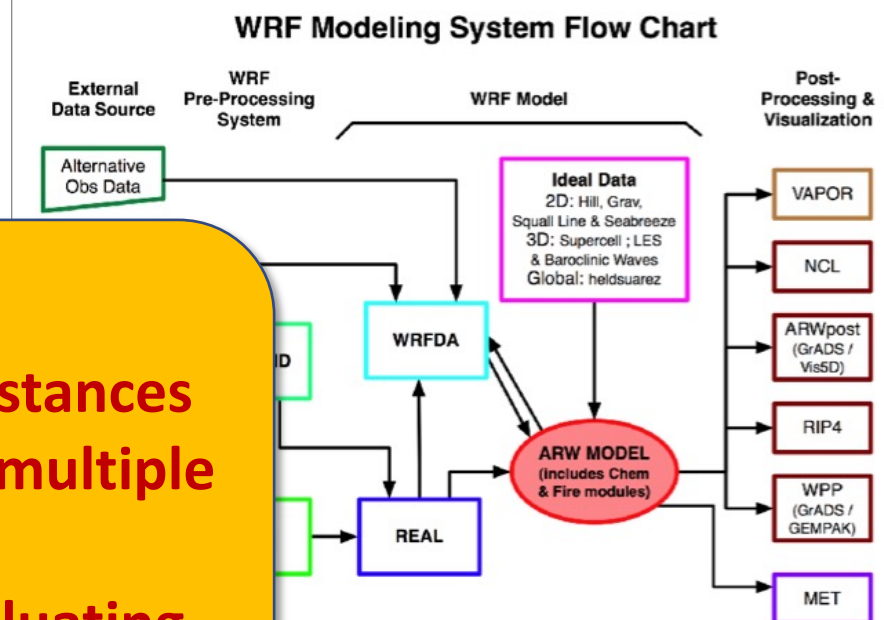 WRF Modeling System Flow Chart
External
Data Source
WRF
Pre-Processing
System
WRF Model
Post-
Processing &
Visualization
Alternative
Obs Data
Ideal Data
2D: Hill, Grav,
Squall Line & Seabreeze
3D: Supercell ; LES
& Baroclinic Waves
Global: heldsuarez
VAPOR
NCL
WRFDA
ARWpost
(GrADS /
Vis5D)
RIP4
ARW MODEL
(includes Chem
& Fire modules)
WPP
(GrADS /
GEMPAK)
REAL
MET
stances
multiple